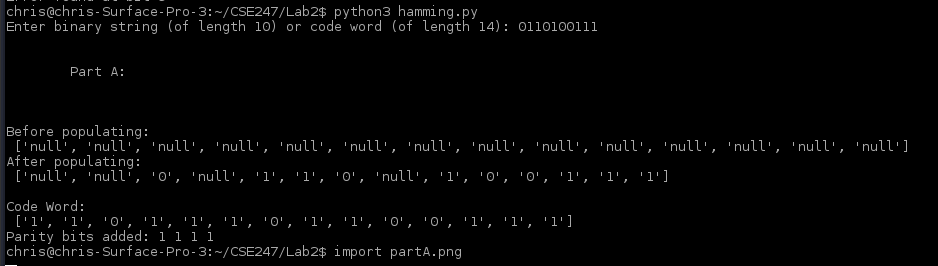 chris@chris-Surface-Pro-3:~/CSE247/Lab2$ python3 hamming.py
Enter binary string (of length 10) or code word (of length 14): 0110100111
Part A:
Before populating:
['null', 'null', 'null', 'null', 'null', 'null', 'null', 'null', 'null', 'null', 'null', 'null', 'null', 'null']
After populating:
['null', 'null', '0', 'null', '1', '1', '0', 'null', '1', '0', '0', '1', '1', '1']
Code Word:
['1', '1', '0', '1', '1', '1', '0', '1', '1', '0', '0', '1', '1', '1']
Parity bits added: 1 1 1 1
chris@chris-Surface-Pro-3:~/CSE247/Lab2$ import partA.png